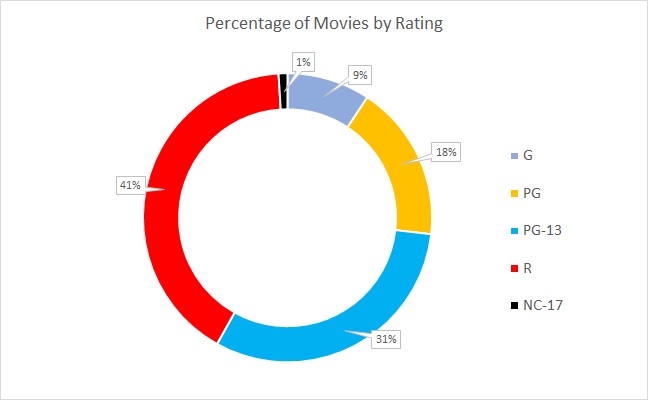 Percentage of Movies by Rating
1%
9%
18%
41%
31%
G
PG
PG-13
R
NC-17